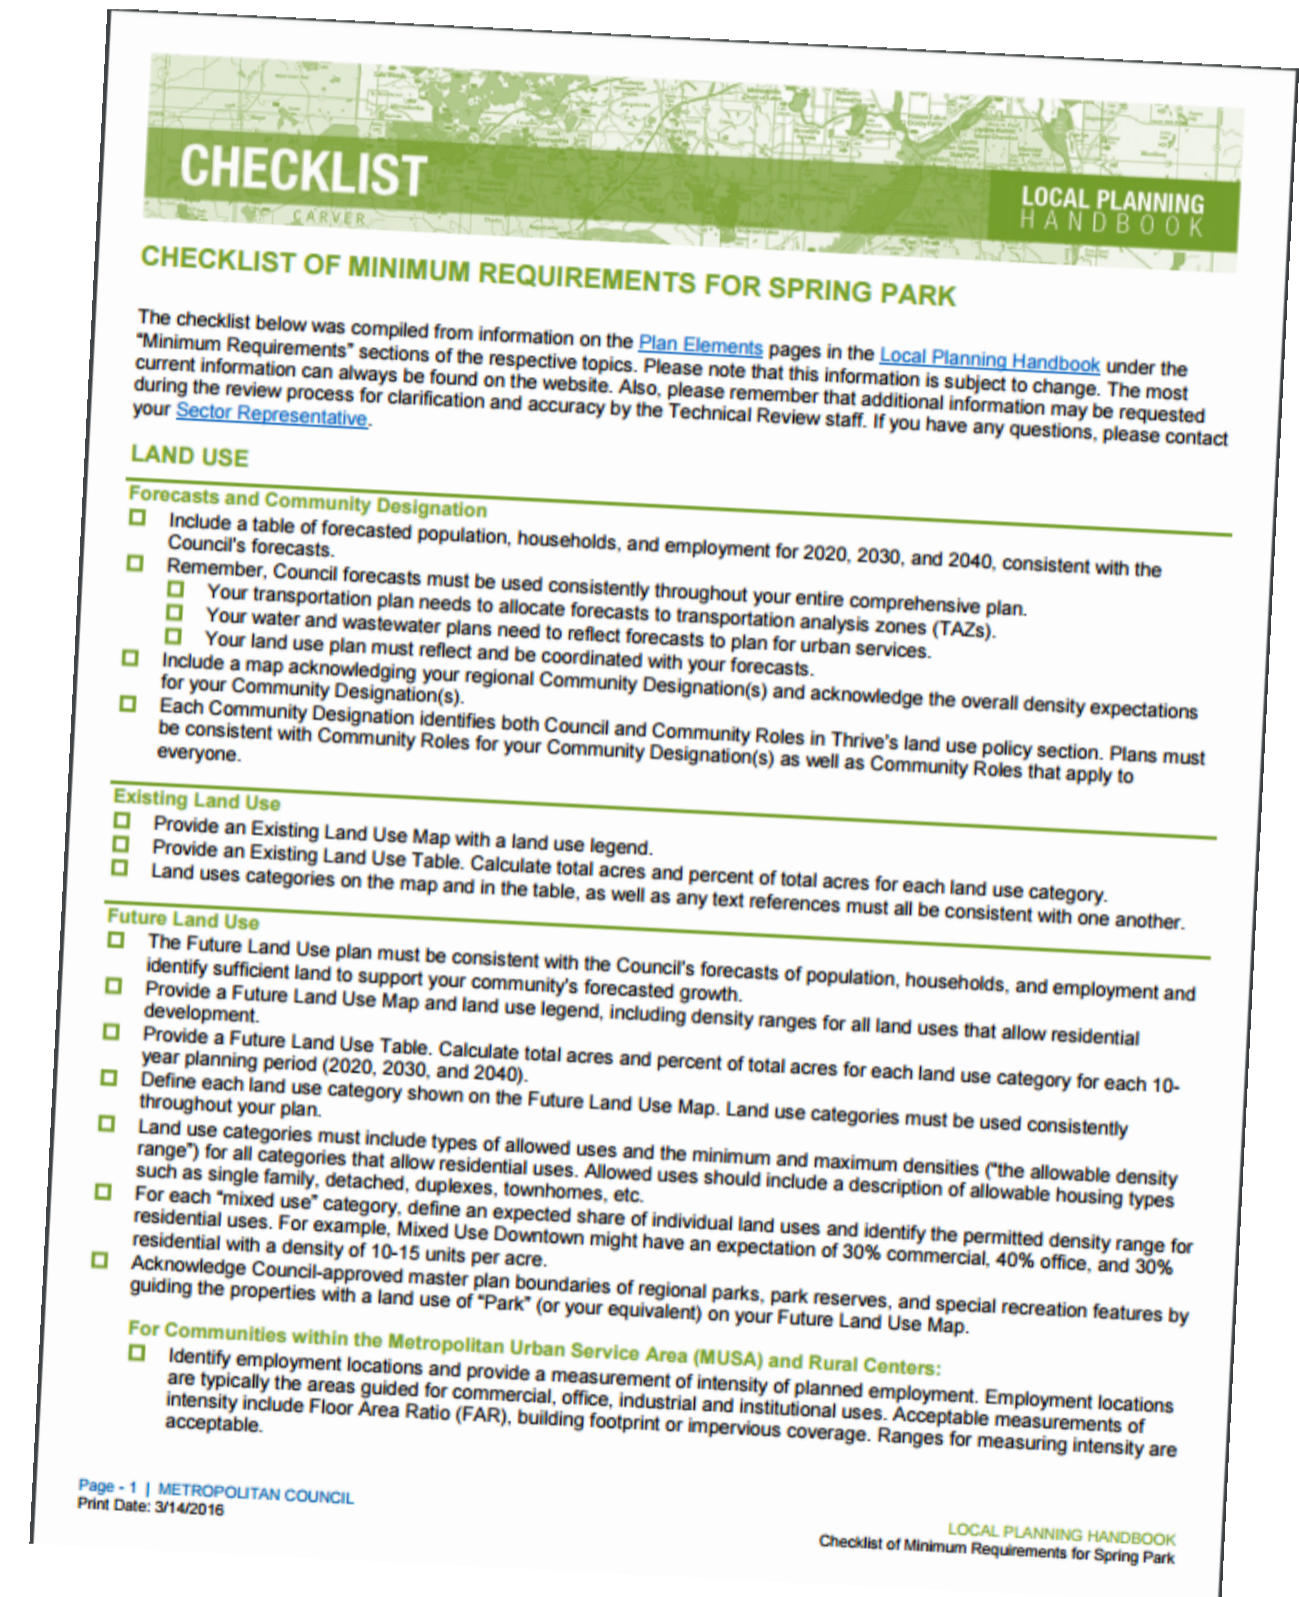 CHECKLIST
CARVER
LOCAL PLANNING
HANDBOOK
CHECKLIST OF MINIMUM REQUIREMENTS FOR SPRING PARK
The checklist below was compiled from information on the Plan Elements pages in the Local Planning Handbook under the
“Minimum Requirements” sections of the respective topics. Please note that this information is subject to change. The most
current information can always be found on the website. Also, please remember that additional information may be requested
during the review process for clarification and accuracy by the Technical Review staff. If you have any questions, please contact
your Sector Representative.
LAND USE
Forecasts and Community Designation
Include a table of forecasted population, households, and employment for 2020, 2030, and 2040, consistent with the
Council's forecasts.
Remember, Council forecasts must be used consistently throughout your entire comprehensive plan.
Your transportation plan needs to allocate forecasts to transportation analysis zones (TAZs).
Your water and wastewater plans need to reflect forecasts to plan for urban services.
Your land use plan must reflect and be coordinated with your forecasts.
Include a map acknowledging your regional Community Designation(s) and acknowledge the overall density expectations
for your Community Designation(s).
Each Community Designation identifies both Council and Community Roles in Thrive's land use policy section. Plans must
be consistent with Community Roles for your Community Designation(s) as well as Community Roles that apply to
everyone.
Existing Land Use
Provide an Existing Land Use Map with a land use legend.
Provide an Existing Land Use Table. Calculate total acres and percent of total acres for each land use category.
Land uses categories on the map and in the table, as well as any text references must all be consistent with one another.
Future Land Use
The Future Land Use plan must be consistent with the Council's forecasts of population, households, and employment and
identify sufficient land to support your community's forecasted growth.
Provide a Future Land Use Map and land use legend, including density ranges for all land uses that allow residential
development.
Provide a Future Land Use Table. Calculate total acres and percent of total acres for each land use category for each 10-
year planning period (2020, 2030, and 2040).
Define each land use category shown on the Future Land Use Map. Land use categories must be used consistently
throughout your plan.
Land use categories must include types of allowed uses and the minimum and maximum densities (“the allowable density
range”) for all categories that allow residential uses. Allowed uses should include a description of allowable housing types
such as single family, detached, duplexes, townhomes, etc.
For each “mixed use” category, define an expected share of individual land uses and identify the permitted density range for
residential uses. For example, Mixed Use Downtown might have an expectation of 30% commercial, 40% office, and 30%
residential with a density of 10-15 units per acre.
Acknowledge Council-approved master plan boundaries of regional parks, park reserves, and special recreation features by
guiding the properties with a land use of “Park” (or your equivalent) on your Future Land Use Map.
For Communities within the Metropolitan Urban Service Area (MUSA) and Rural Centers:
Identify employment locations and provide a measurement of intensity of planned employment. Employment locations
are typically the areas guided for commercial, office, industrial and institutional uses. Acceptable measurements of
intensity include Floor Area Ratio (FAR), building footprint or impervious coverage. Ranges for measuring intensity are
acceptable.
Page - 1 | METROPOLITAN COUNCIL
Print Date: 3/14/2016
LOCAL PLANNING HANDBOOK
Checklist of Minimum Requirements for Spring Park